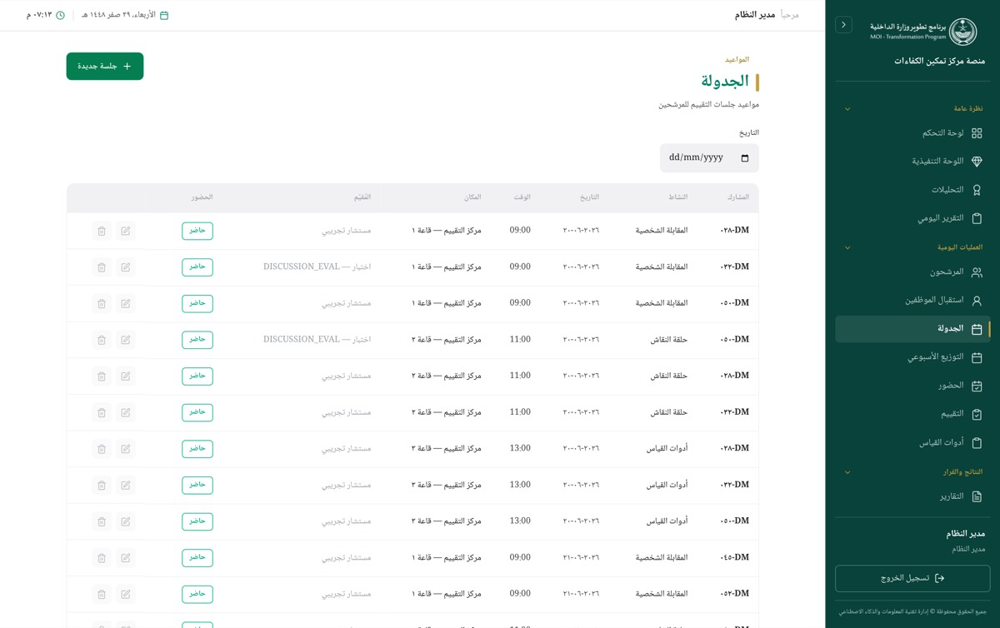 برنامج تطوير وزارة الداخلية
MOI - Transformation Program
منصة مركز تمكين الكفاءات
نظرة عامة
لوحة التحكم
اللوحة التنفيذية
التحليلات
التقرير اليومي
العمليات اليومية
المرشحون
استقبال الموظفين
الجدولة
التوزيع الأسبوعي
الحضور
التقييم
أدوات القياس
النتائج والقرار
التقارير
مدير النظام
مدير النظام
تسجيل الخروج
جميع الحقوق محفوظة © إدارة تقنية المعلومات والذكاء الاصطناعي
مرحباً مدير النظام
الأربعاء، ٢٩ صفر ١٤٤٨ هـ ٠٧:١٣ م
المواعيد
الجدولة
مواعيد جلسات التقييم للمرشحين
جلسة جديدة
التاريخ
dd/mm/yyyy
المشارك النشاط التاريخ الوقت المكان المُقيّم الحضور
٠٢٨-DM المقابلة الشخصية ٢٠-٠٦-٢٠٢٦ 09:00 مركز التقييم — قاعة ١ مستشار تجريبي حاضر
٠٣٢-DM المقابلة الشخصية ٢٠-٠٦-٢٠٢٦ 09:00 مركز التقييم — قاعة ١ اختبار — DISCUSSION_EVAL حاضر
٠٥٠-DM المقابلة الشخصية ٢٠-٠٦-٢٠٢٦ 09:00 مركز التقييم — قاعة ١ مستشار تجريبي حاضر
٠٥٠-DM حلقة النقاش ٢٠-٠٦-٢٠٢٦ 11:00 مركز التقييم — قاعة ٢ اختبار — DISCUSSION_EVAL حاضر
٠٢٨-DM حلقة النقاش ٢٠-٠٦-٢٠٢٦ 11:00 مركز التقييم — قاعة ٢ مستشار تجريبي حاضر
٠٣٢-DM حلقة النقاش ٢٠-٠٦-٢٠٢٦ 11:00 مركز التقييم — قاعة ٢ مستشار تجريبي حاضر
٠٢٨-DM أدوات القياس ٢٠-٠٦-٢٠٢٦ 13:00 مركز التقييم — قاعة ٣ مستشار تجريبي حاضر
٠٣٢-DM أدوات القياس ٢٠-٠٦-٢٠٢٦ 13:00 مركز التقييم — قاعة ٣ مستشار تجريبي حاضر
٠٥٠-DM أدوات القياس ٢٠-٠٦-٢٠٢٦ 13:00 مركز التقييم — قاعة ٣ مستشار تجريبي حاضر
٠٤٥-DM المقابلة الشخصية ٢١-٠٦-٢٠٢٦ 09:00 مركز التقييم — قاعة ١ مستشار تجريبي حاضر
٠٥٢-DM المقابلة الشخصية ٢١-٠٦-٢٠٢٦ 09:00 مركز التقييم — قاعة ١ مستشار تجريبي حاضر